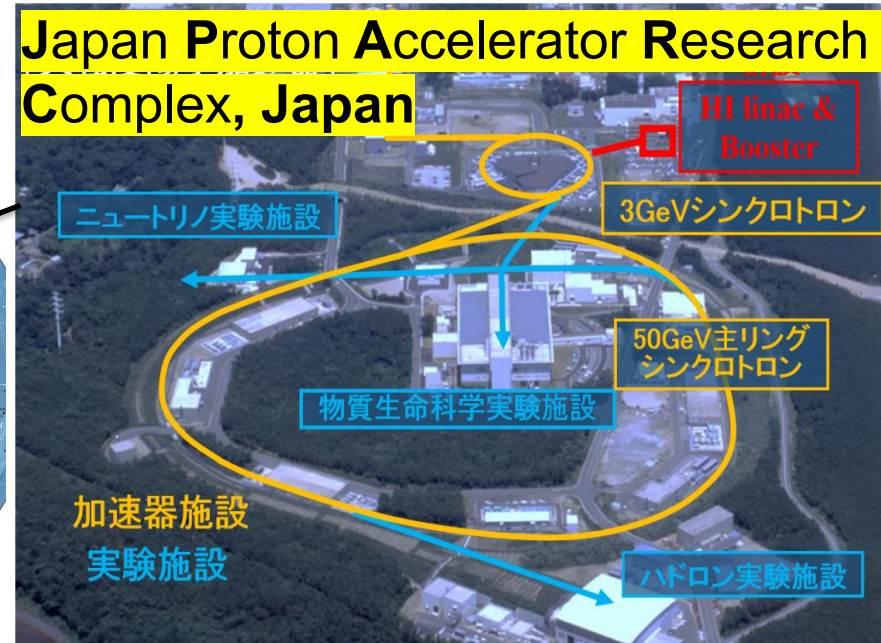 Japan Proton Accelerator Research
Complex, Japan
HI linac &
Booster
ニュートリノ実験施設
3GeVシンクロトロン
50GeV主リング
シンクロトロン
物質生命科学実験施設
加速器施設
実験施設
ハドロン実験施設